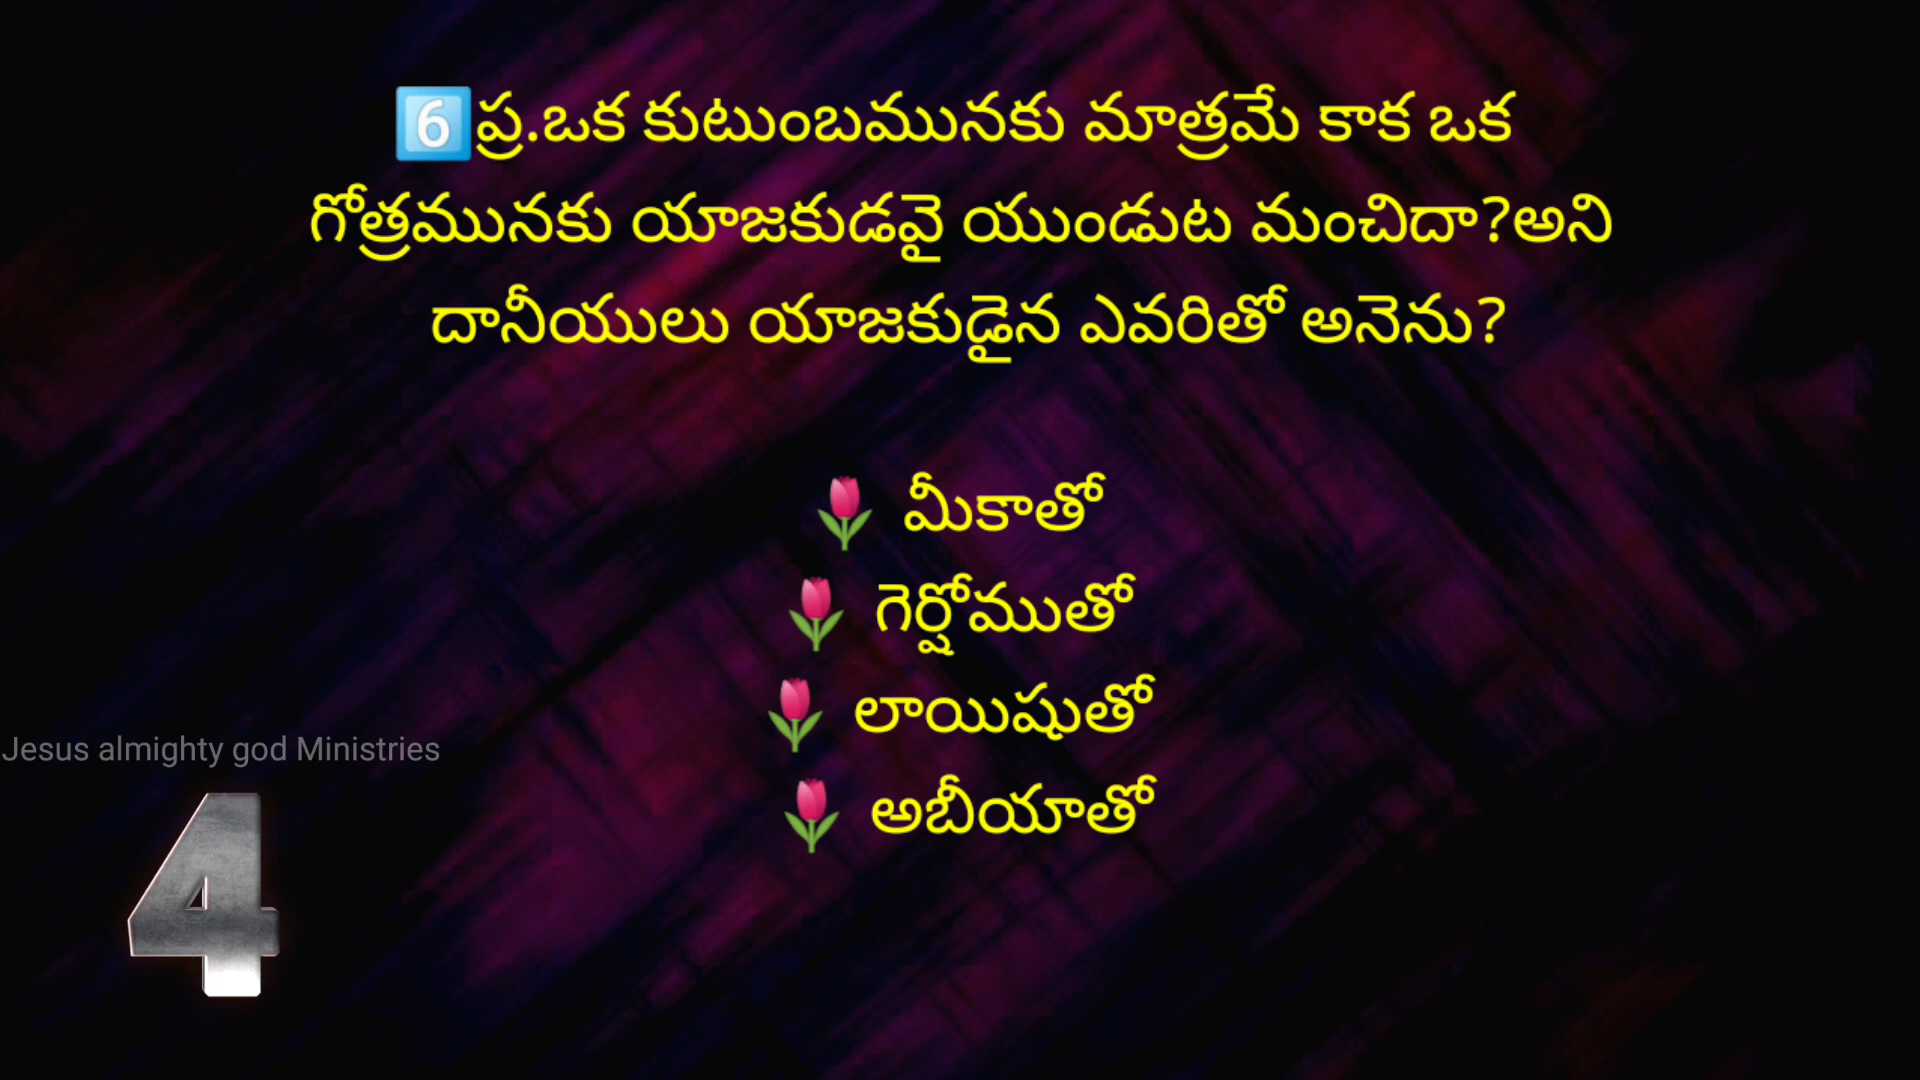 6️⃣ప్ర.ఒక కుటుంబమునకు మాత్రమే కాక ఒక
గోత్రమునకు యాజకుడవై యుండుట మంచిదా?అని
దానీయులు యాజకుడైన ఎవరితో అనెను?
🌷 మీకాతో
🌷 గెర్షోముతో
🌷 లాయిషుతో
🌷 అబీయాతో
Jesus almighty god Ministries
4